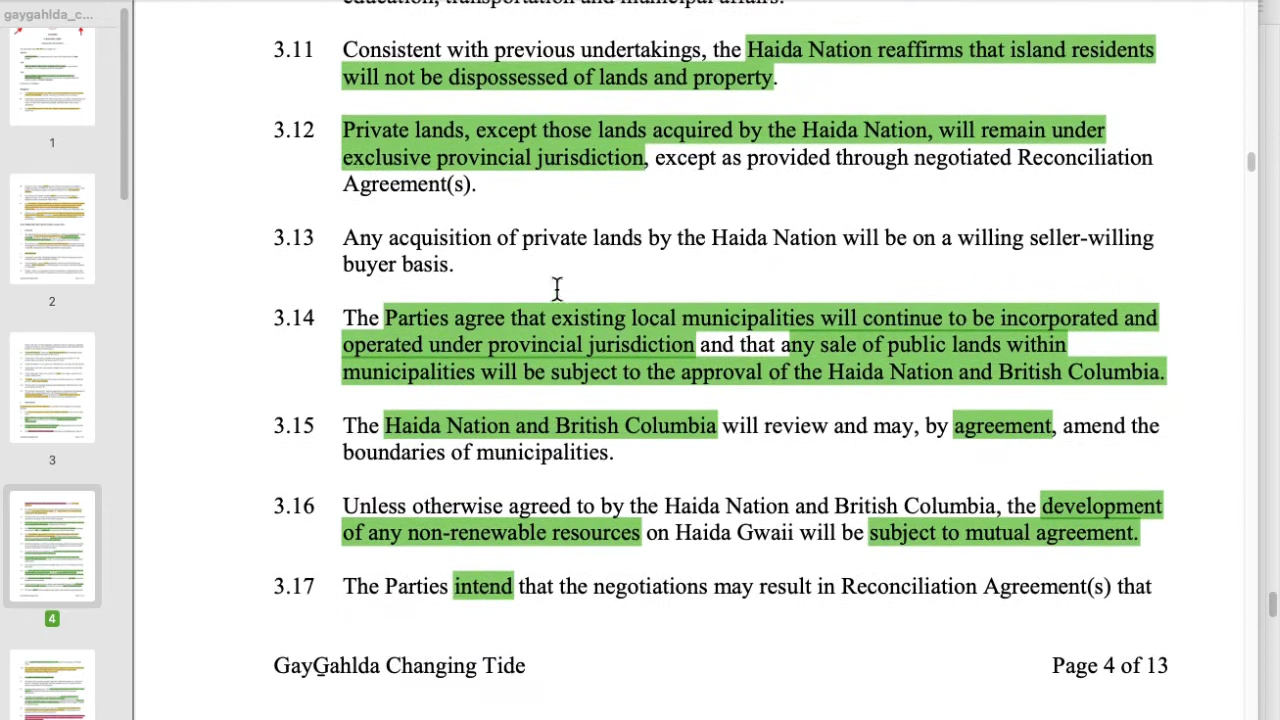 gaygahlda_c...
education, transportation and municipal affairs.
3.11 Consistent with previous undertakings, the Haida Nation reaffirms that island residents
will not be dispossessed of lands and property.
3.12 Private lands, except those lands acquired by the Haida Nation, will remain under
exclusive provincial jurisdiction, except as provided through negotiated Reconciliation
Agreement(s).
3.13 Any acquisition of private lands by the Haida Nation will be on a willing seller-willing
buyer basis.
3.14 The Parties agree that existing local municipalities will continue to be incorporated and
operated under provincial jurisdiction and that any sale of public lands within
municipalities will be subject to the approval of the Haida Nation and British Columbia.
3.15 The Haida Nation and British Columbia will review and may, by agreement, amend the
boundaries of municipalities.
3.16 Unless otherwise agreed to by the Haida Nation and British Columbia, the development
of any non-renewable resources on Haida Gwaii will be subject to mutual agreement.
3.17 The Parties intend that the negotiations may result in Reconciliation Agreement(s) that
GayG̲ahlda Changing Tide
Page 4 of 13
1
2
3
4